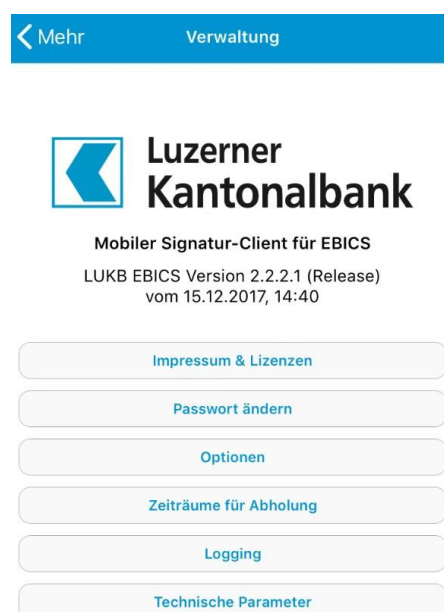 Mehr Verwaltung
Luzerner
Kantonalbank
Mobiler Signatur-Client für EBICS
LUKB EBICS Version 2.2.2.1 (Release)
vom 15.12.2017, 14:40
Impressum & Lizenzen
Passwort ändern
Optionen
Zeiträume für Abholung
Logging
Technische Parameter